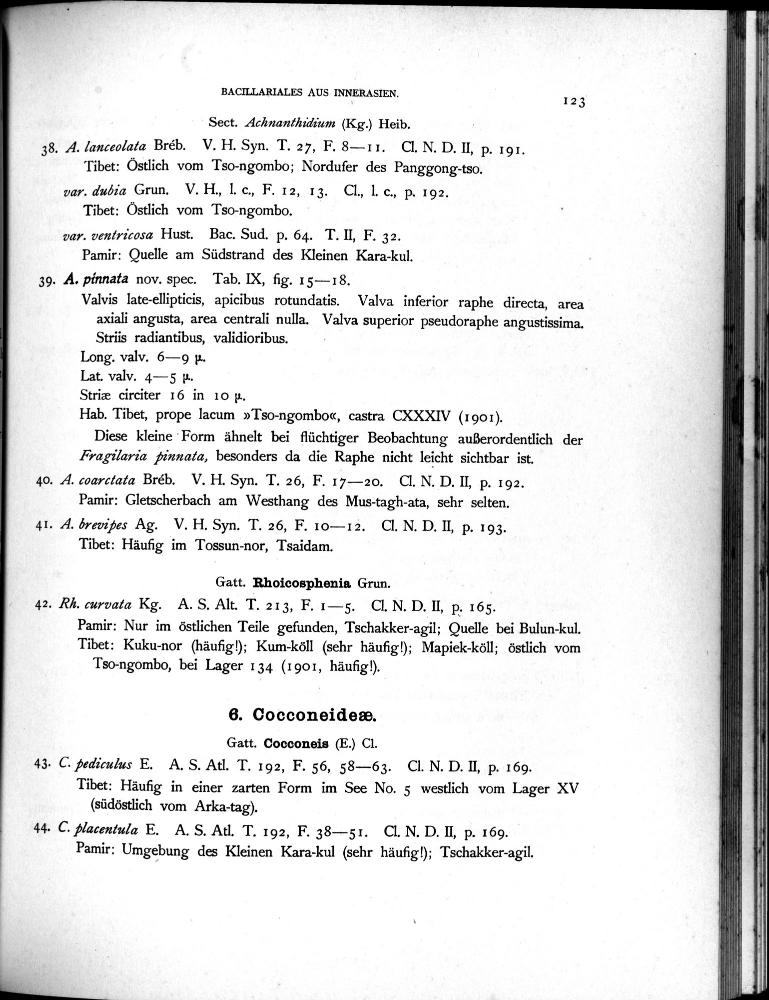 BACILLARIALES AUS INNERASIEN.
123
Sect. Achnanthidium (Kg.) Heib.
38. A. lanceolata Bréb. V. H. Syn. T. 27, F. 8—11. Cl. N. D. II, p. 191.
Tibet: Östlich vom Tso-ngombo; Nordufer des Panggong-tso.
var. dubia Grun. V. H., l. c., F. 12, 13. Cl., l. c., p. 192.
Tibet: Östlich vom Tso-ngombo.
var. ventricosa Hust. Bac. Sud. p. 64. T. II, F. 32.
Pamir: Quelle am Südstrand des Kleinen Kara-kul.
39. A. pinnata nov. spec. Tab. IX, fig. 15—18.
Valvis late-ellipticis, apicibus rotundatis. Valva inferior raphe directa, area
axiali angusta, area centrali nulla. Valva superior pseudoraphe angustissima.
Striis radiantibus, validioribus.
Long. valv. 6—9 µ.
Lat. valv. 4—5 µ.
Striæ circiter 16 in 10 µ.
Hab. Tibet, prope lacum »Tso-ngombo«, castra CXXXIV (1901).
Diese kleine Form ähnelt bei flüchtiger Beobachtung außerordentlich der
Fragilaria pinnata, besonders da die Raphe nicht leicht sichtbar ist.
40. A. coarctata Bréb. V. H. Syn. T. 26, F. 17—20. Cl. N. D. II, p. 192.
Pamir: Gletscherbach am Westhang des Mus-tagh-ata, sehr selten.
41. A. brevipes Ag. V. H. Syn. T. 26, F. 10—12. Cl. N. D. II, p. 193.
Tibet: Häufig im Tossun-nor, Tsaidam.
Gatt. Rhoicosphenia Grun.
42. Rh. curvata Kg. A. S. Alt. T. 213, F. 1—5. Cl. N. D. II, p. 165.
Pamir: Nur im östlichen Teile gefunden, Tschakker-agil; Quelle bei Bulun-kul.
Tibet: Kuku-nor (häufig!); Kum-köll (sehr häufig!); Mapiek-köll; östlich vom
Tso-ngombo, bei Lager 134 (1901, häufig!).
6. Cocconeideæ.
Gatt. Cocconeis (E.) Cl.
43. C. pediculus E. A. S. Atl. T. 192, F. 56, 58—63. Cl. N. D. II, p. 169.
Tibet: Häufig in einer zarten Form im See No. 5 westlich vom Lager XV
(südöstlich vom Arka-tag).
44. C. placentula E. A. S. Atl. T. 192, F. 38—51. Cl. N. D. II, p. 169.
Pamir: Umgebung des Kleinen Kara-kul (sehr häufig!); Tschakker-agil.